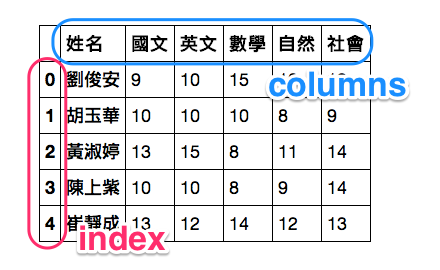 姓名 國文 英文 數學 自然 社會
0 劉俊安 9 10 15
columns
1 胡玉華 10 10 10 8 9
2 黃淑婷 13 15 8 11 14
3 陳上紫 10 10 8 9 14
4 崔靜成 13 12 14 12 13
index